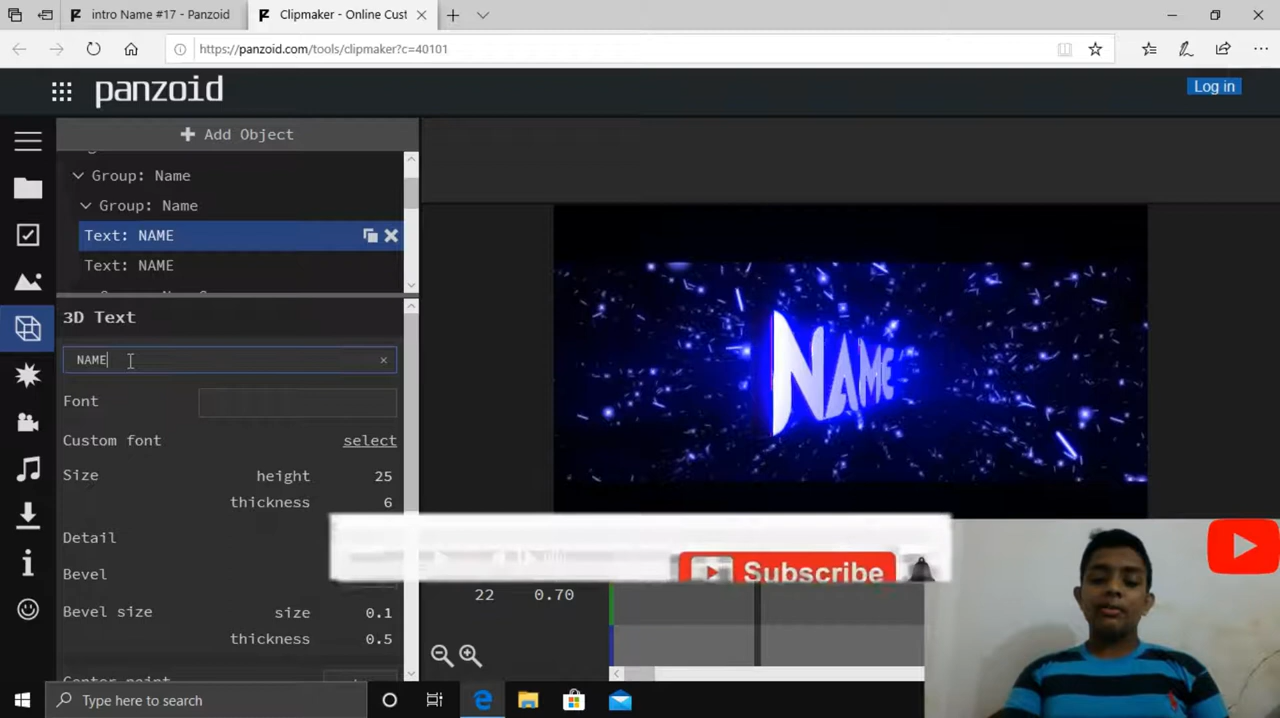 intro Name #17 - Panzoid
Clipmaker - Online Cust
https://panzoid.com/tools/clipmaker?c=40101
panzoid
Log in
Add Object
Group: Name
Group: Name
Text: NAME
Text: NAME
3D Text
NAME
Font
Custom font select
Size height 25
thickness 6
Detail
Bevel
Bevel size size 0.1
thickness 0.5
NAME
Subscribe
22 0.70
Type here to search